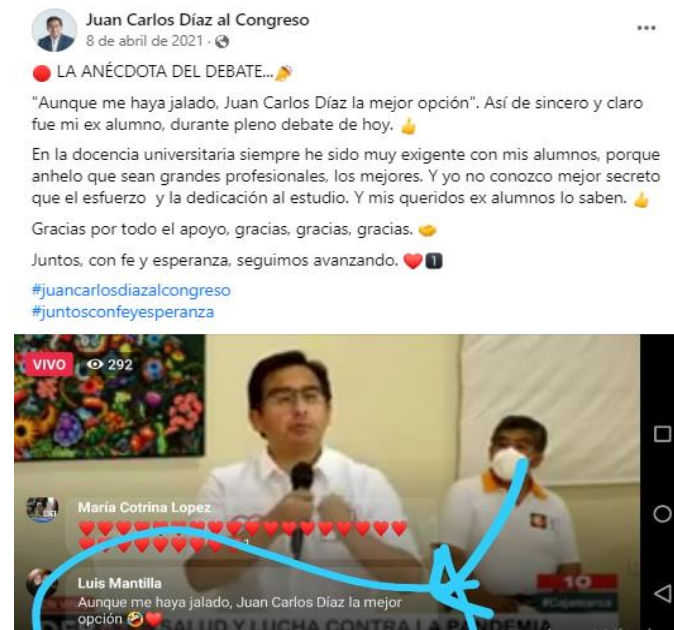 Juan Carlos Díaz al Congreso
8 de abril de 2021 ·
LA ANÉCDOTA DEL DEBATE...
"Aunque me haya jalado, Juan Carlos Díaz la mejor opción". Así de sincero y claro
fue mi ex alumno, durante pleno debate de hoy.
En la docencia universitaria siempre he sido muy exigente con mis alumnos, porque
anhelo que sean grandes profesionales, los mejores. Y yo no conozco mejor secreto
que el esfuerzo y la dedicación al estudio. Y mis queridos ex alumnos lo saben.
Gracias por todo el apoyo, gracias, gracias, gracias.
Juntos, con fe y esperanza, seguimos avanzando. ❤️1️
#juancarlosdiazalcongreso
#juntosconfeyesperanza
VIVO 292
María Cotrina Lopez
Luis Mantilla
Aunque me haya jalado, Juan Carlos Díaz la mejor
opción
10
#Cajamarca
SALUD Y LUCHA CONTRA LA PANDEMIA